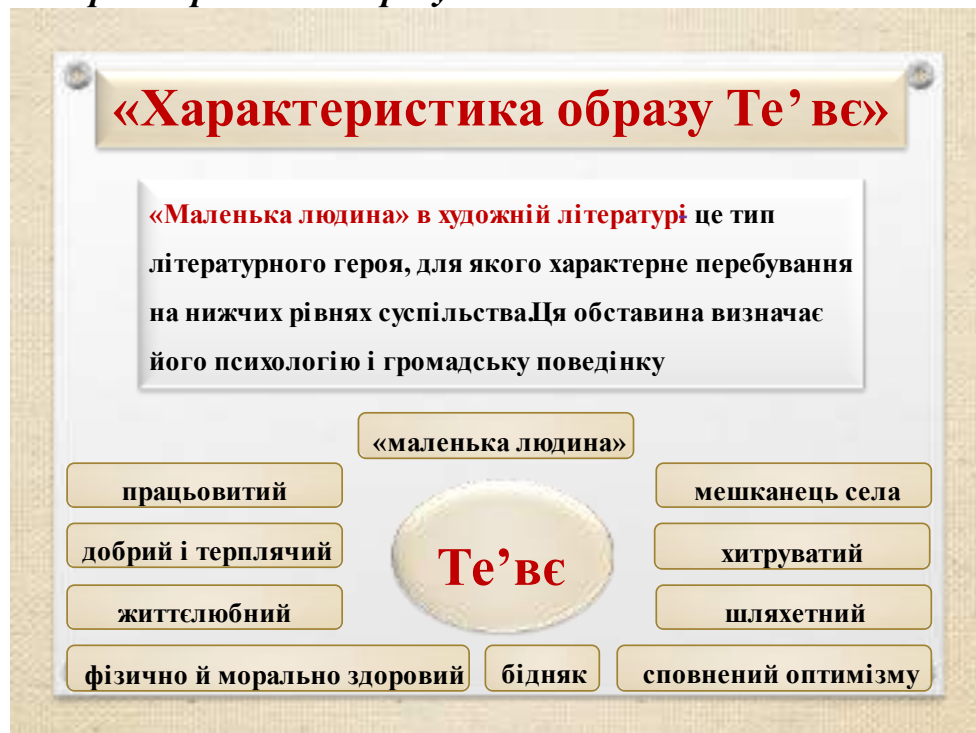 «Характеристика образу Те’ вє»
«Маленька людина» в художній літературі- це тип
літературного героя, для якого характерне перебування
на нижчих рівнях суспільства.Ця обставина визначає
його психологію і громадську поведінку
«маленька людина»
працьовитий
мешканець села
добрий і терплячий
Те’вє
хитруватий
життєлюбний
шляхетний
фізично й морально здоровий
бідняк
сповнений оптимізму